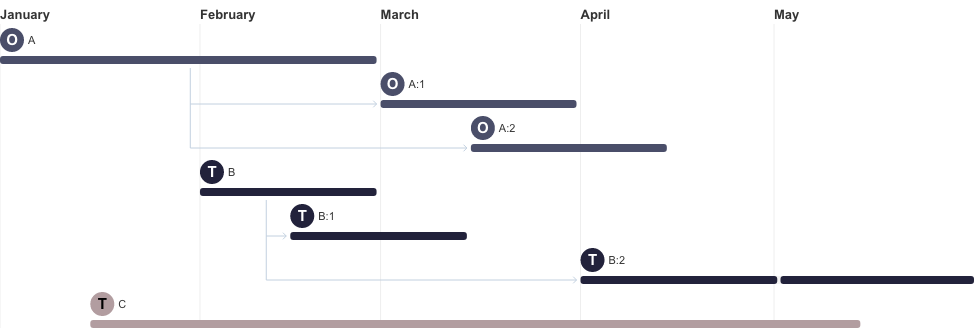 January February March April May
O A
O A:1
O A:2
T B
T B:1
T B:2
T C